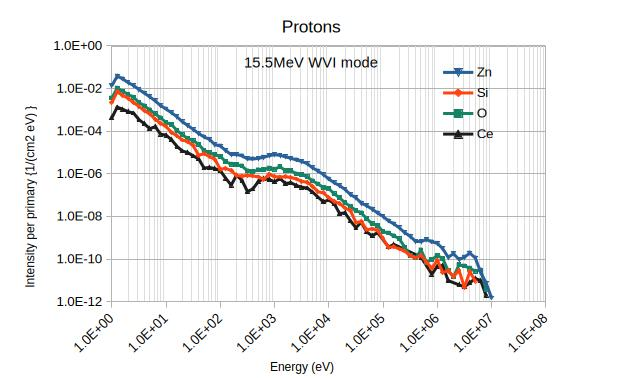 Protons
15.5MeV WVI mode
Intensity per primary {1/(cm2 eV) }
1.0E+00
1.0E-02
1.0E-04
1.0E-06
1.0E-08
1.0E-10
1.0E-12
Zn
Si
O
Ce
1.0E+00
1.0E+01
1.0E+02
1.0E+03
1.0E+04
1.0E+05
1.0E+06
1.0E+07
1.0E+08
Energy (eV)